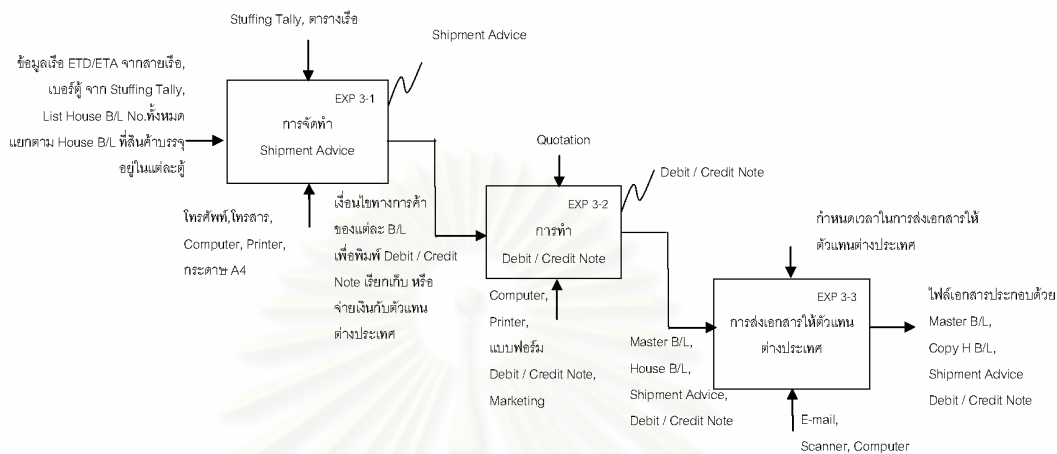 Stuffing Tally, ตารางเรือ
Shipment Advice
ข้อมูลเรือ ETD/ETA จากสายเรือ,
เบอร์ตู้ จาก Stuffing Tally,
List House B/L No.ทั้งหมด
แยกตาม House B/L ที่สินค้าบรรจุ
อยู่ในแต่ละตู้
EXP 3-1
การจัดทำ
Shipment Advice
โทรศัพท์,โทรสาร,
Computer, Printer,
กระดาษ A4
เงื่อนไขทางการค้า
ของแต่ละ B/L
เพื่อพิมพ์ Debit / Credit
Note เรียกเก็บ หรือ
จ่ายเงินกับตัวแทน
ต่างประเทศ
Quotation
Debit / Credit Note
EXP 3-2
การทำ
Debit / Credit Note
Computer,
Printer,
แบบฟอร์ม
Debit / Credit Note,
Marketing
Master B/L,
House B/L,
Shipment Advice,
Debit / Credit Note
กำหนดเวลาในการส่งเอกสารให้
ตัวแทนต่างประเทศ
EXP 3-3
การส่งเอกสารให้ตัวแทน
ต่างประเทศ
E-mail,
Scanner, Computer
ไฟล์เอกสารประกอบด้วย
Master B/L,
Copy H B/L,
Shipment Advice
Debit / Credit Note